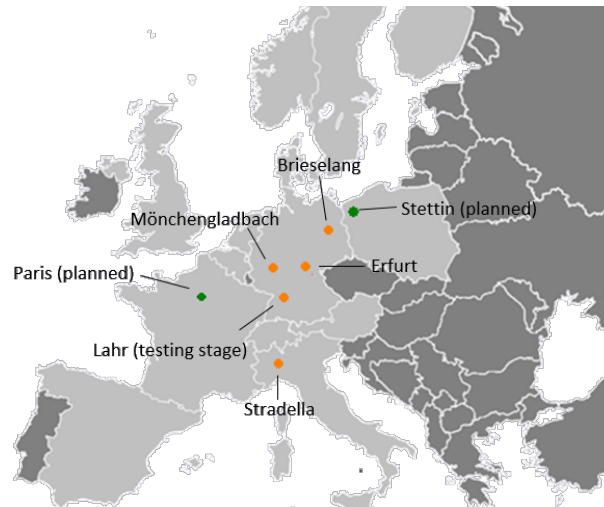 Brieselang
Stettin (planned)
Mönchengladbach
Paris (planned)
Erfurt
Lahr (testing stage)
Stradella